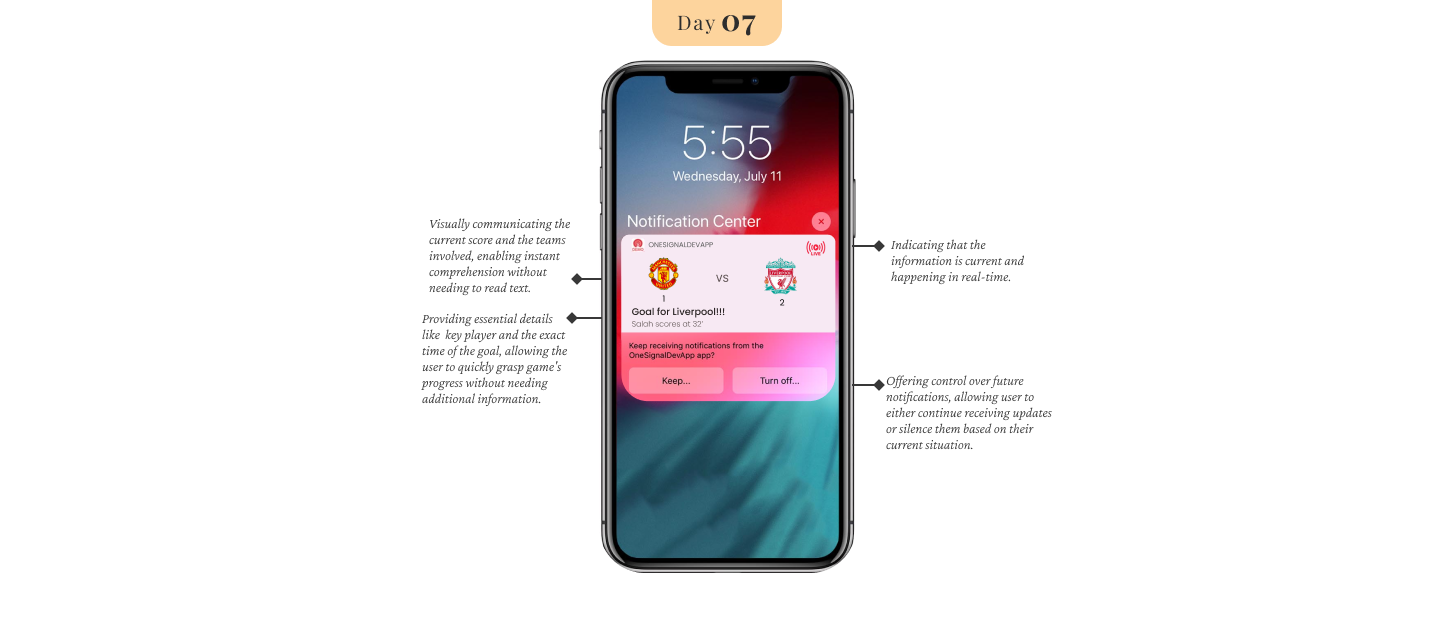 Day 07
5:55
Wednesday, July 11
Notification Center
ONESIGNALDEVAPP
LIVE
VS
1
2
Goal for Liverpool!!!
Salah scores at 32'
Keep receiving notifications from the
OneSignalDevApp app?
Keep...
Turn off...
Visually communicating the
current score and the teams
involved, enabling instant
comprehension without
needing to read text.
Providing essential details
like key player and the exact
time of the goal, allowing the
user to quickly grasp game's
progress without needing
additional information.
Indicating that the
information is current and
happening in real-time.
Offering control over future
notifications, allowing user to
either continue receiving updates
or silence them based on their
current situation.